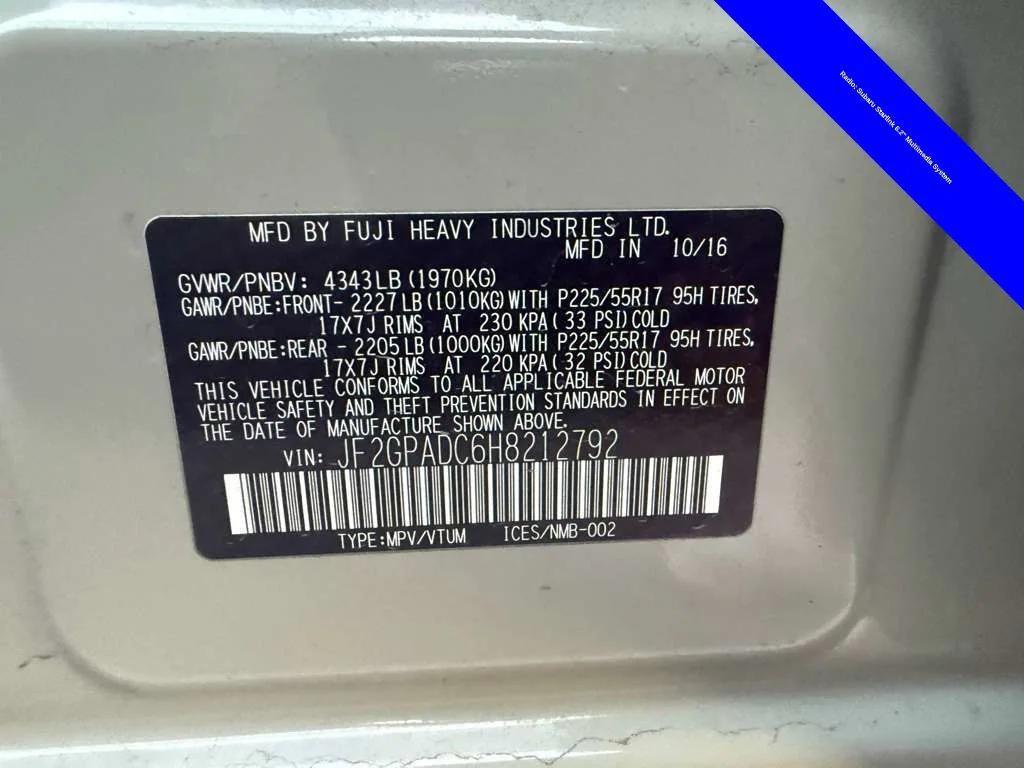 Radio: Subaru Starlink 6.2" Multimedia System
MFD BY FUJI HEAVY INDUSTRIES LTD.
MFD IN 10/16
GVWR/PNBV: 4343LB (1970KG)
GAWR/PNBE:FRONT- 2227LB (1010KG)WITH P225/55R17 95H TIRES,
17X7J RIMS AT 230 KPA( 33 PSI)COLD
GAWR/PNBE:REAR - 2205LB (1000KG)WITH P225/55R17 95H TIRES,
17X7J RIMS AT 220 KPA( 32 PSI)COLD
THIS VEHICLE CONFORMS TO ALL APPLICABLE FEDERAL MOTOR
VEHICLE SAFETY AND THEFT PREVENTION STANDARDS IN EFFECT ON
THE DATE OF MANUFACTURE SHOWN ABOVE.
VIN: JF2GPADC6H8212792
TYPE:MPV/VTUM ICES/NMB-002